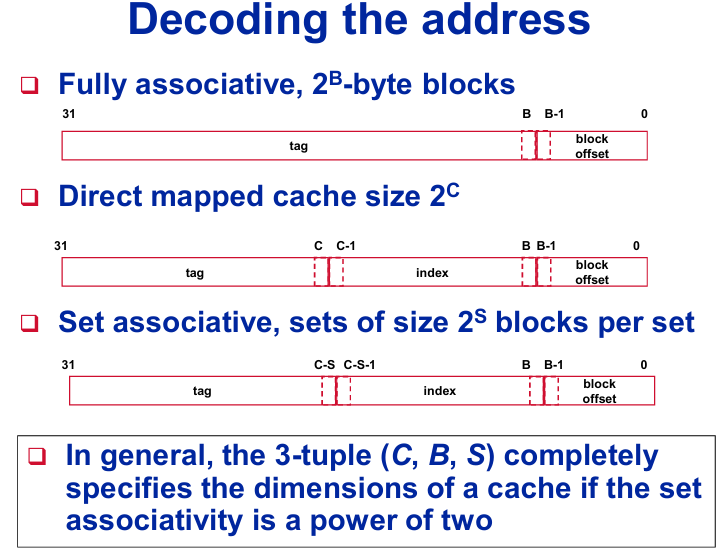 Decoding the address
Fully associative, 2^B-byte blocks
31 B B-1 0
tag block
offset
Direct mapped cache size 2^C
31 C C-1 B B-1 0
tag index block
offset
Set associative, sets of size 2^S blocks per set
31 C-S C-S-1 B B-1 0
tag index block
offset
In general, the 3-tuple (C, B, S) completely
specifies the dimensions of a cache if the set
associativity is a power of two